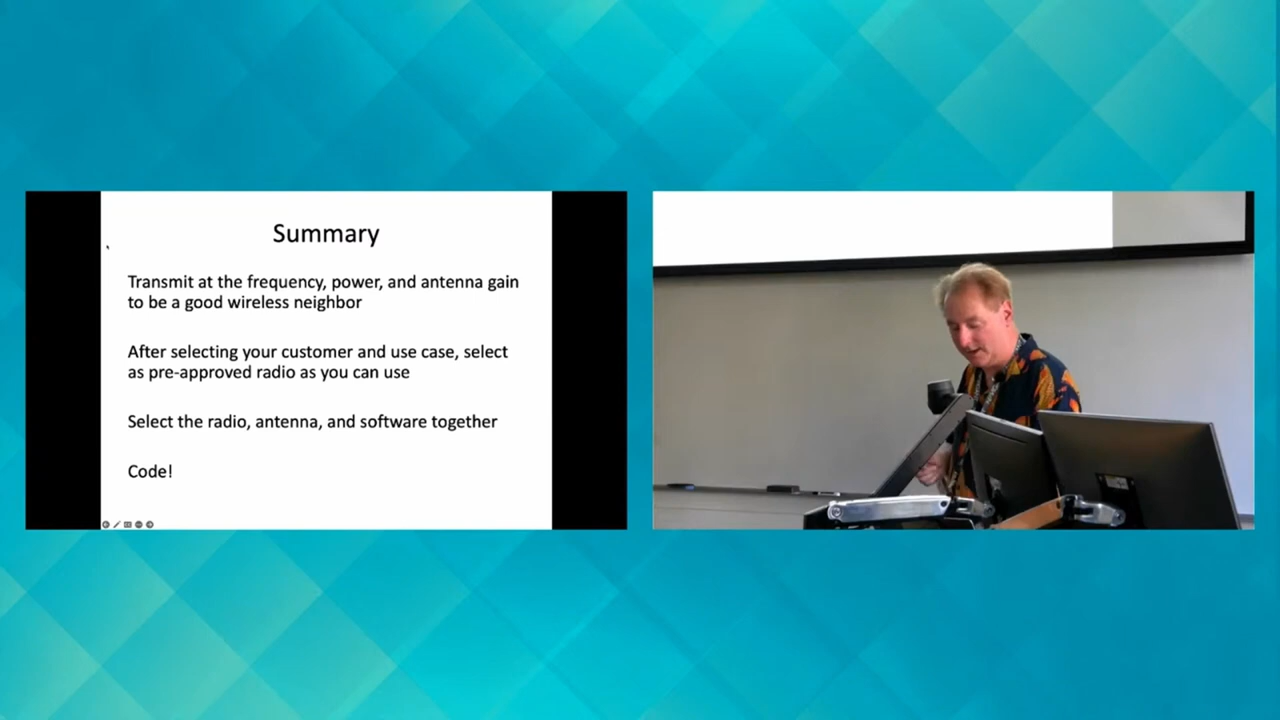 Summary
Transmit at the frequency, power, and antenna gain
to be a good wireless neighbor
After selecting your customer and use case, select
as pre-approved radio as you can use
Select the radio, antenna, and software together
Code!